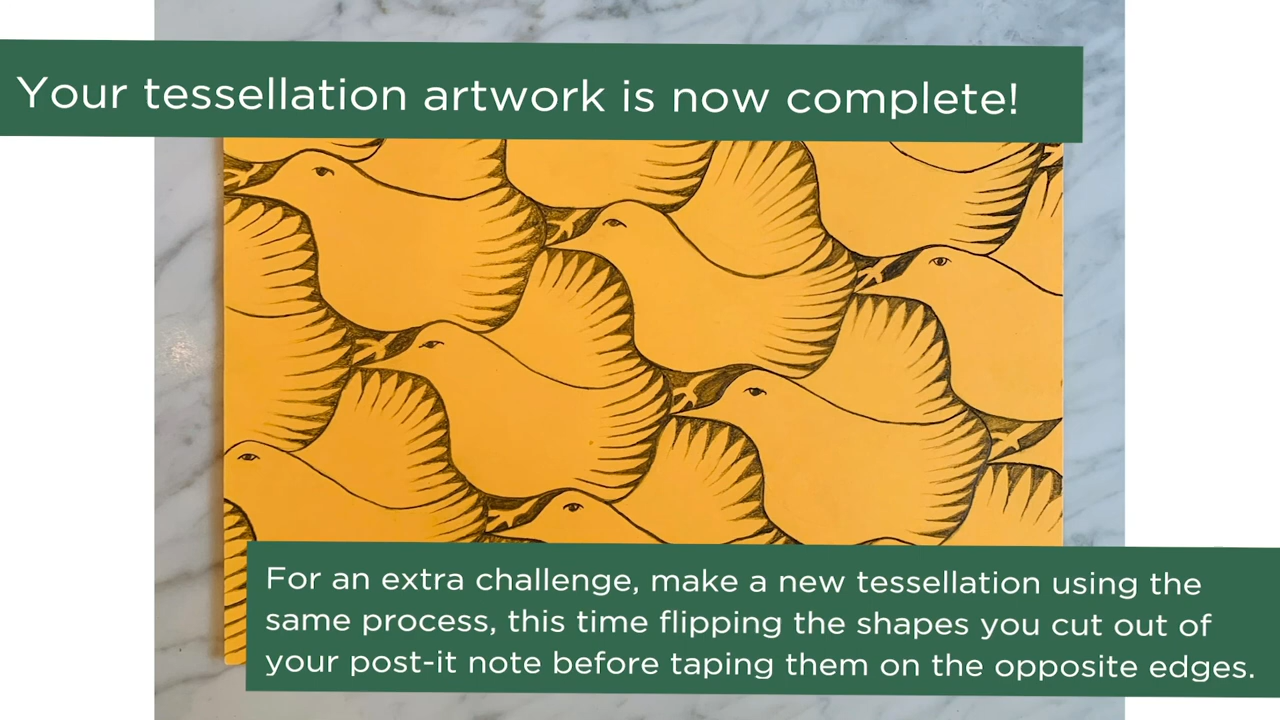 Your tessellation artwork is now complete!
For an extra challenge, make a new tessellation using the
same process, this time flipping the shapes you cut out of
your post-it note before taping them on the opposite edges.